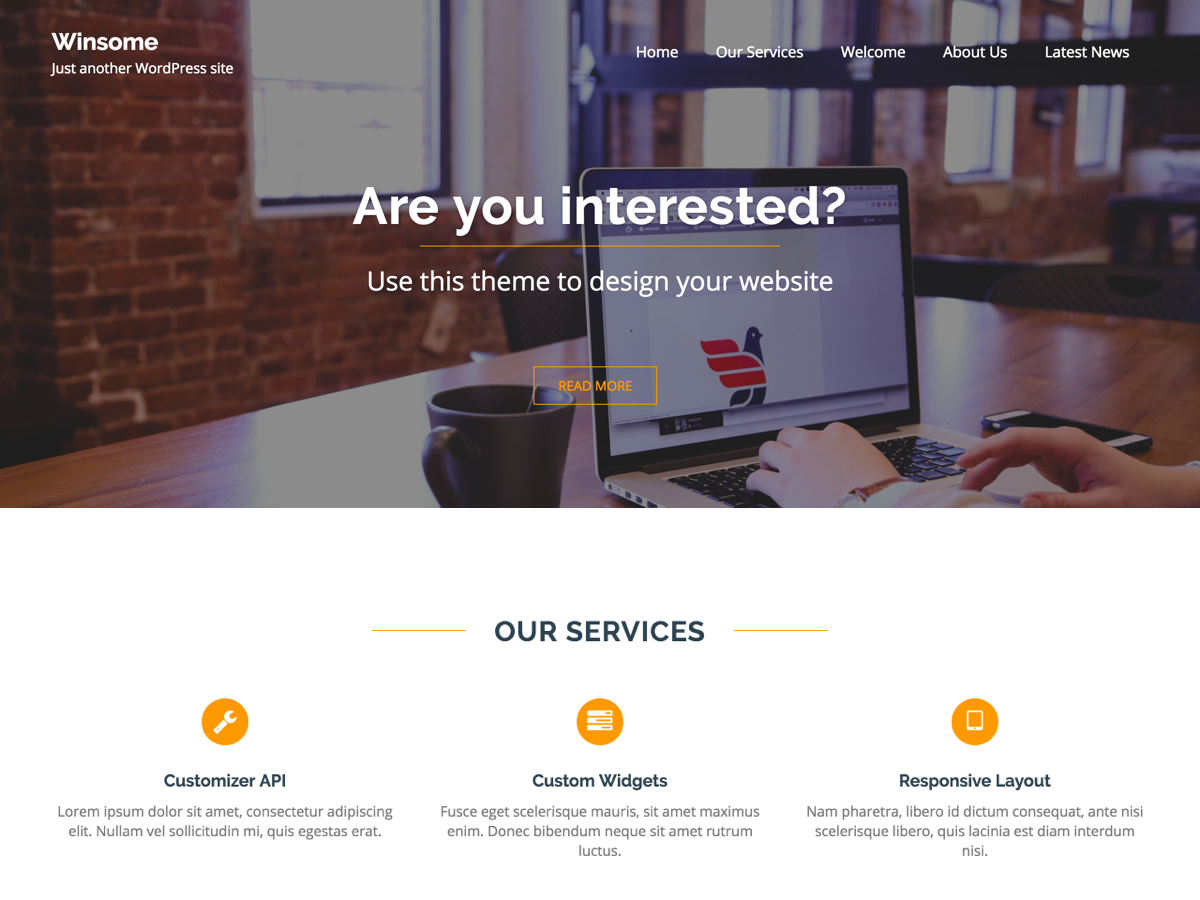 Winsome
Just another WordPress site
Home Our Services Welcome About Us Latest News
Are you interested?
Use this theme to design your website
READ MORE
OUR SERVICES
Customizer API
Lorem ipsum dolor sit amet, consectetur adipiscing
elit. Nullam vel sollicitudin mi, quis egestas erat.
Custom Widgets
Fusce eget scelerisque mauris, sit amet maximus
enim. Donec bibendum neque sit amet rutrum
luctus.
Responsive Layout
Nam pharetra, libero id dictum consequat, ante nisi
scelerisque libero, quis lacinia est diam interdum
nisi.